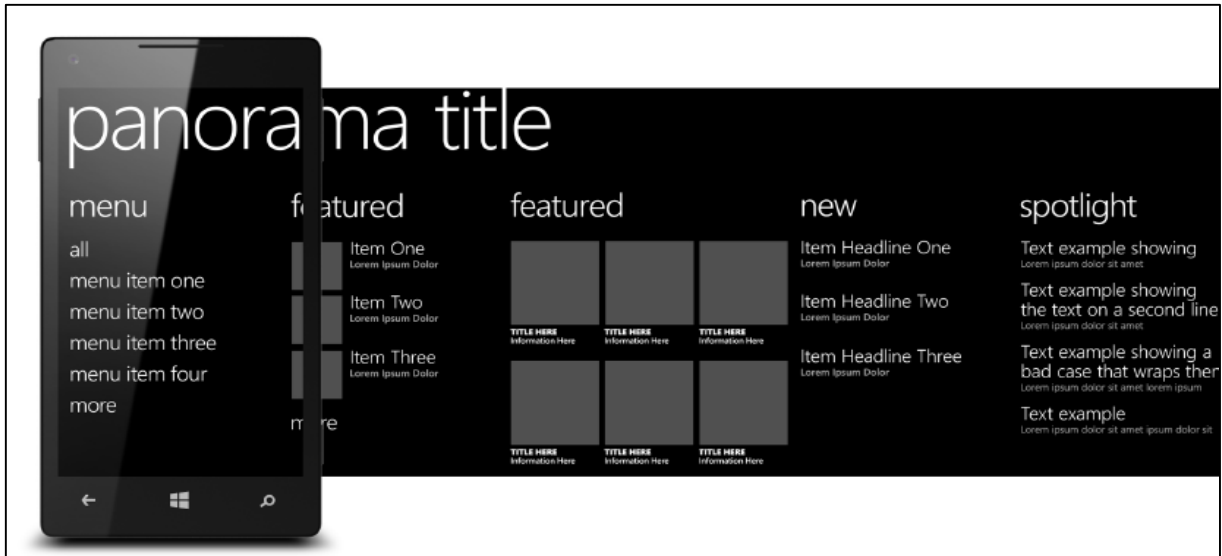 panorama title
menu
all
menu item one
menu item two
menu item three
menu item four
more
featured
Item One
Lorem Ipsum Dolor
Item Two
Lorem Ipsum Dolor
Item Three
Lorem Ipsum Dolor
featured
TITLE HERE TITLE HERE TITLE HERE
Information Here Information Here Information Here
TITLE HERE TITLE HERE TITLE HERE
Information Here Information Here Information Here
new
Item Headline One
Lorem Ipsum Dolor
Item Headline Two
Lorem Ipsum Dolor
Item Headline Three
Lorem Ipsum Dolor
spotlight
Text example showing
Lorem ipsum dolor sit amet
Text example showing
the text on a second line
Lorem ipsum dolor sit amet
Text example showing a
bad case that wraps
Lorem ipsum dolor sit amet lorem ipsum
Text example
Lorem ipsum dolor sit amet ipsum dolor sit